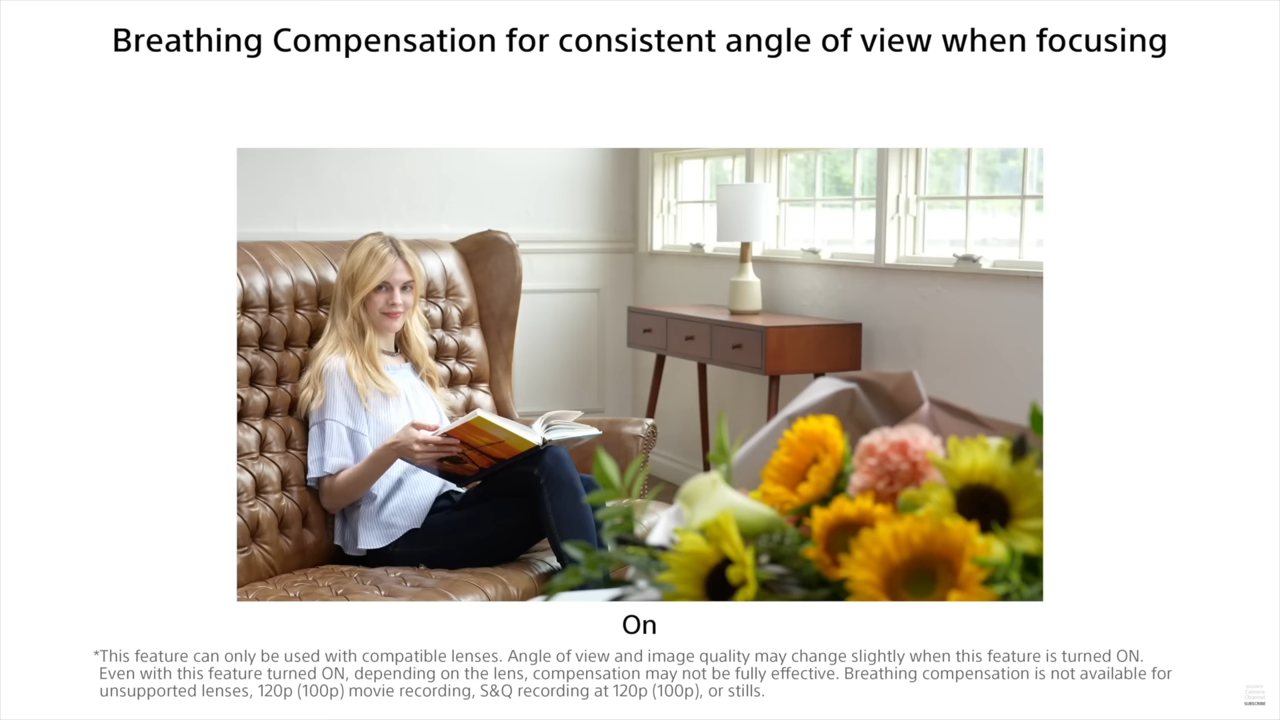 Breathing Compensation for consistent angle of view when focusing
On
*This feature can only be used with compatible lenses. Angle of view and image quality may change slightly when this feature is turned ON.
Even with this feature turned ON, depending on the lens, compensation may not be fully effective. Breathing compensation is not available for
unsupported lenses, 120p (100p) movie recording, S&Q recording at 120p (100p), or stills.
Camera
Channel
SUBSCRIBE